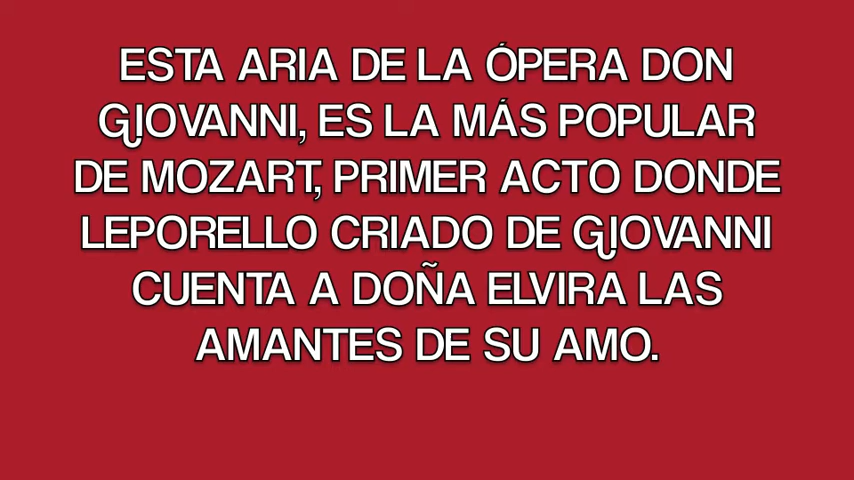 ESTA ARIA DE LA ÓPERA DON
GIOVANNI, ES LA MÁS POPULAR
DE MOZART, PRIMER ACTO DONDE
LEPORELLO CRIADO DE GIOVANNI
CUENTA A DOÑA ELVIRA LAS
AMANTES DE SU AMO.